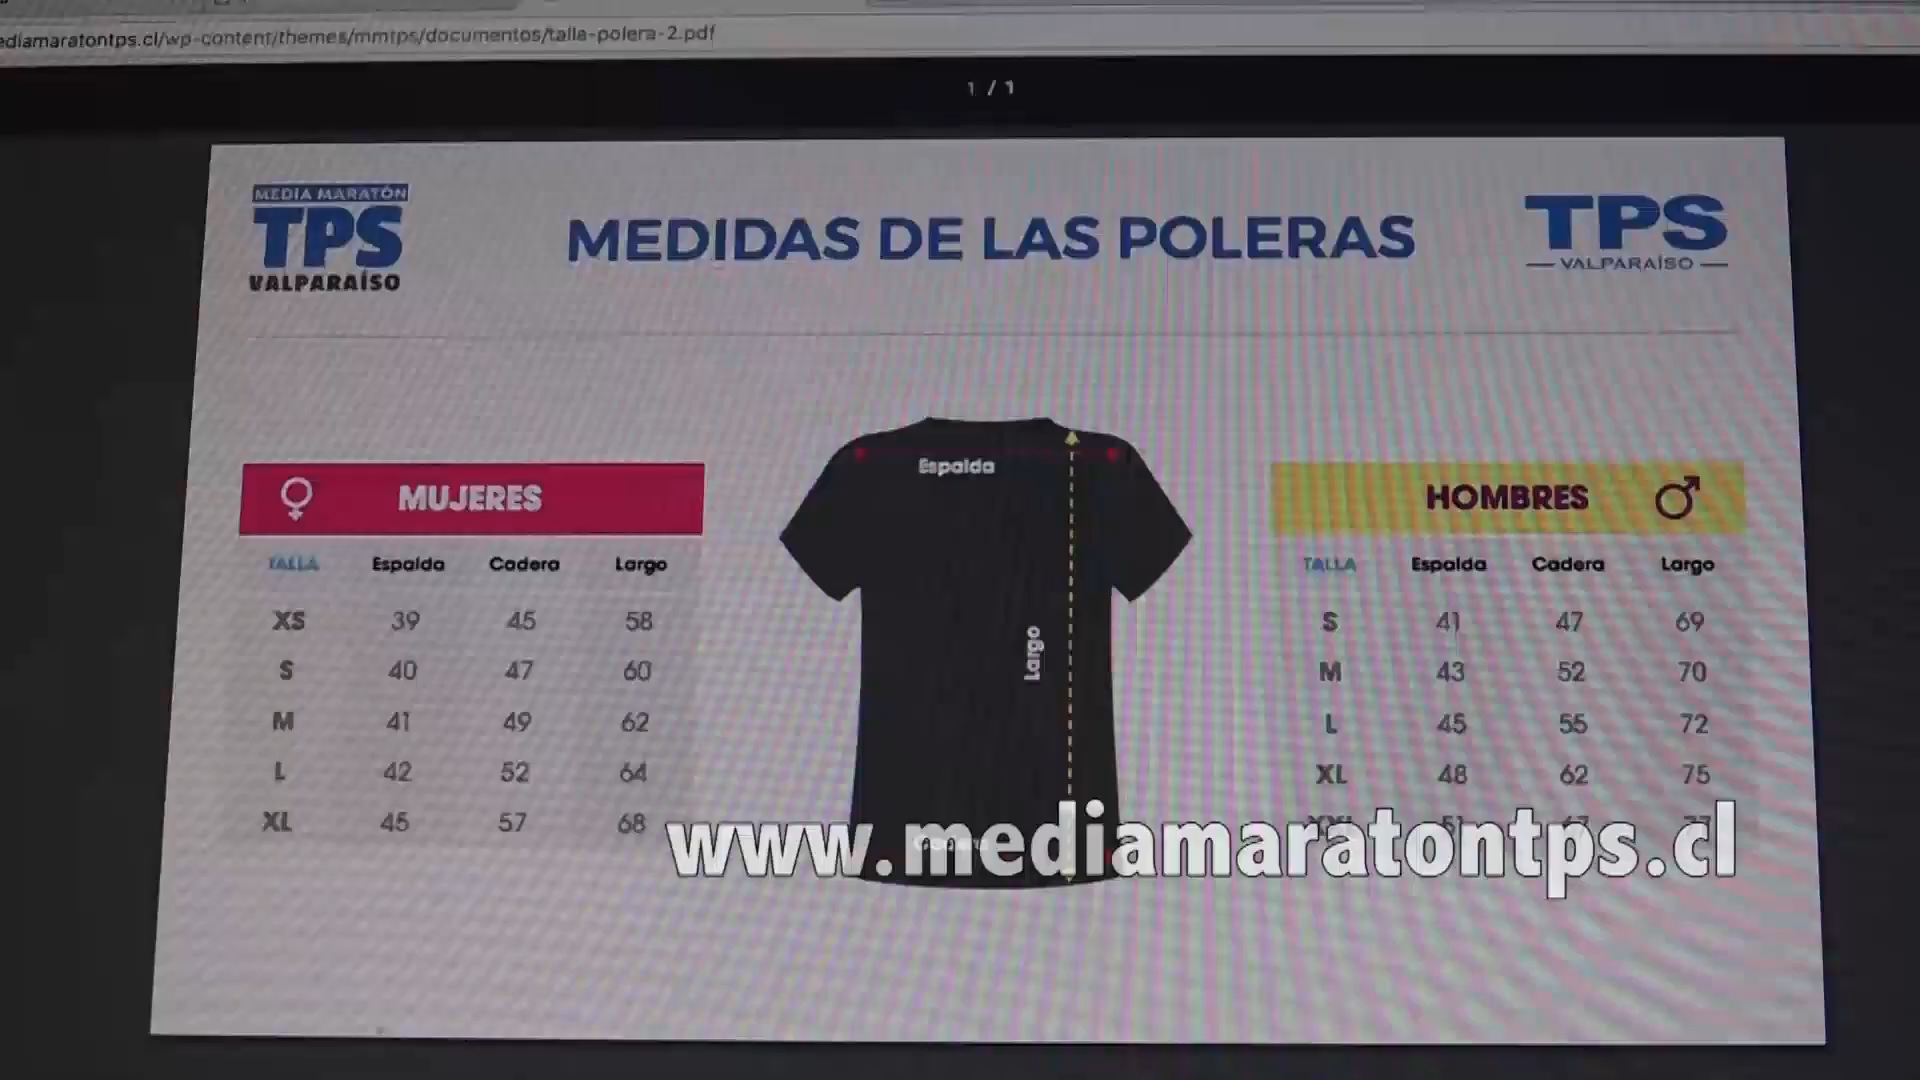 ediamaratontps.cl/wp-content/themes/mmtps/documentos/talla-polera-2.pdf
1 / 1
MEDIA MARATÓN
TPS
VALPARAÍSO
MEDIDAS DE LAS POLERAS
TPS
VALPARAÍSO
MUJERES
TALLA Espalda Cadera Largo
XS 39 45 58
S 40 47 60
M 41 49 62
L 42 52 64
XL 45 57 68
Espalda
Largo
HOMBRES
TALLA Espalda Cadera Largo
S 41 47 69
M 43 52 70
L 45 55 72
XL 48 62 75
www.mediamaratontps.cl